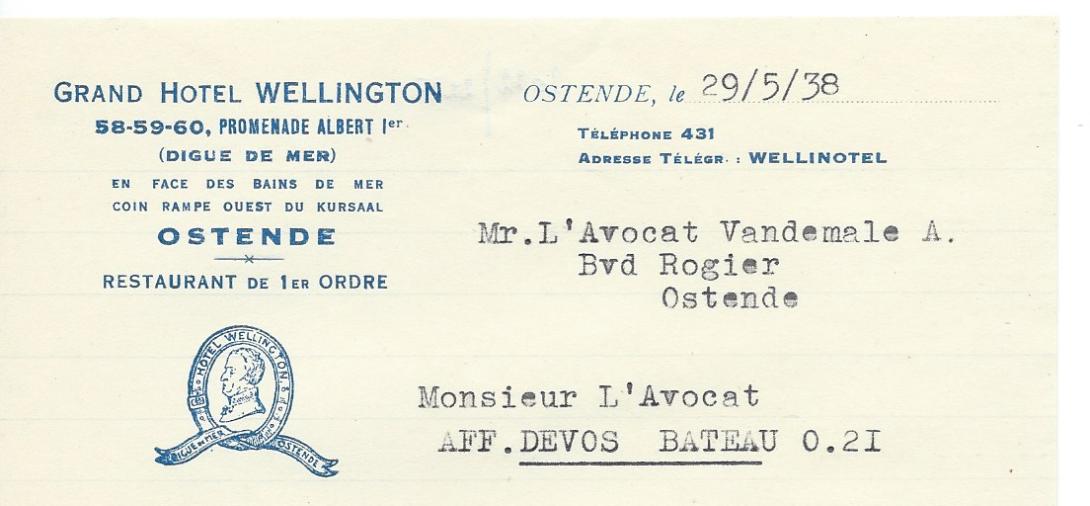 GRAND HOTEL WELLINGTON
58-59-60, PROMENADE ALBERT Ier.
(DIGUE DE MER)
EN FACE DES BAINS DE MER
COIN RAMPE OUEST DU KURSAAL
OSTENDE
RESTAURANT DE 1ER ORDRE
HOTEL WELLINGTON
DIGUE DE MER
OSTENDE
OSTENDE, le 29/5/38
TÉLÉPHONE 431
ADRESSE TÉLÉGR. : WELLINOTEL
Mr.L'Avocat Vandemale A.
Bvd Rogier
Ostende
Monsieur L'Avocat
AFF.DEVOS BATEAU 0.2I